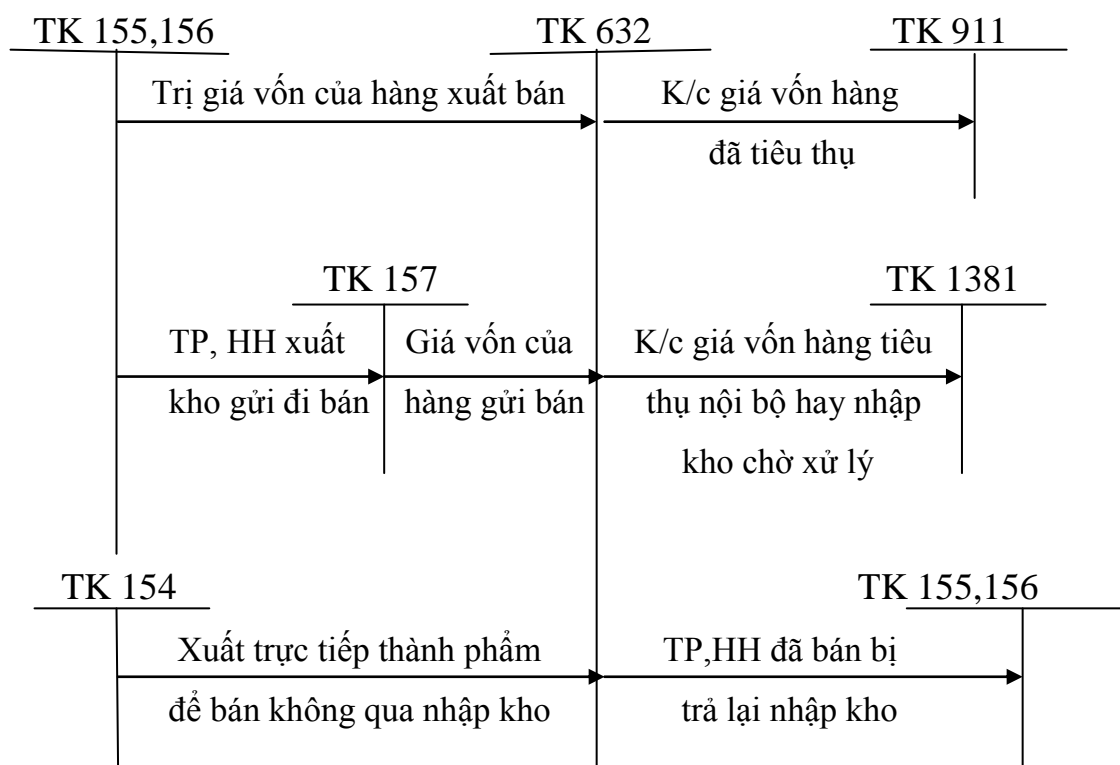 TK 155,156 TK 632 TK 911
Trị giá vốn của hàng xuất bán K/c giá vốn hàng
đã tiêu thụ
TK 157 TK 1381
TP, HH xuất Giá vốn của K/c giá vốn hàng tiêu
kho gửi đi bán hàng gửi bán thụ nội bộ hay nhập
kho chờ xử lý
TK 154 TK 155,156
Xuất trực tiếp thành phẩm TP,HH đã bán bị
để bán không qua nhập kho trả lại nhập kho